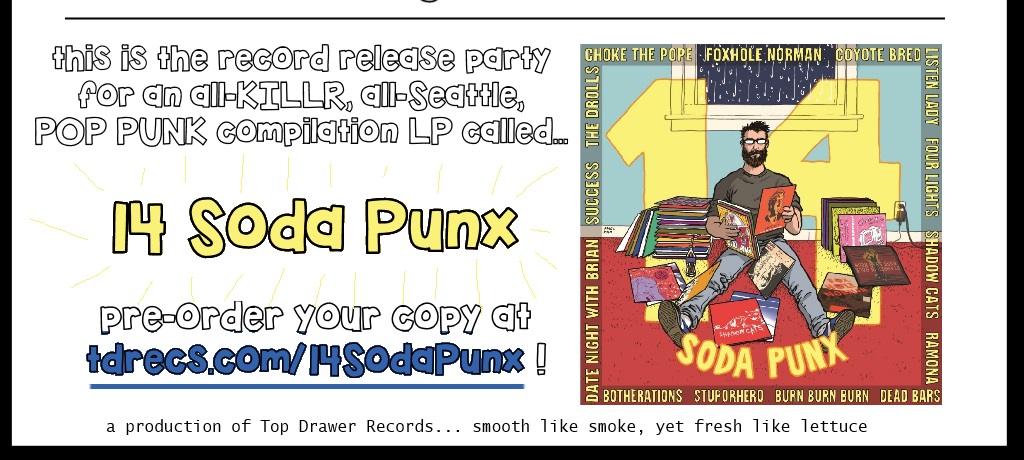 this is the record release party
for an all-KILLR, all-Seattle,
POP PUNK compilation LP called...
14 Soda Punx
pre-order your copy at
tdrecs.com/14SodaPunx !
CHOKE THE POPE FOXHOLE NORMAN COYOTE BRED
LISTEN LADY FOUR LIGHTS SHADOW CATS RAMONA
DATE NIGHT WITH BRIAN SUCCESS THE DROLLS
14
SHADOW CATS
SODA PUNX
BOTHERATIONS STUPORHERO BURN BURN BURN DEAD BARS
a production of Top Drawer Records... smooth like smoke, yet fresh like lettuce